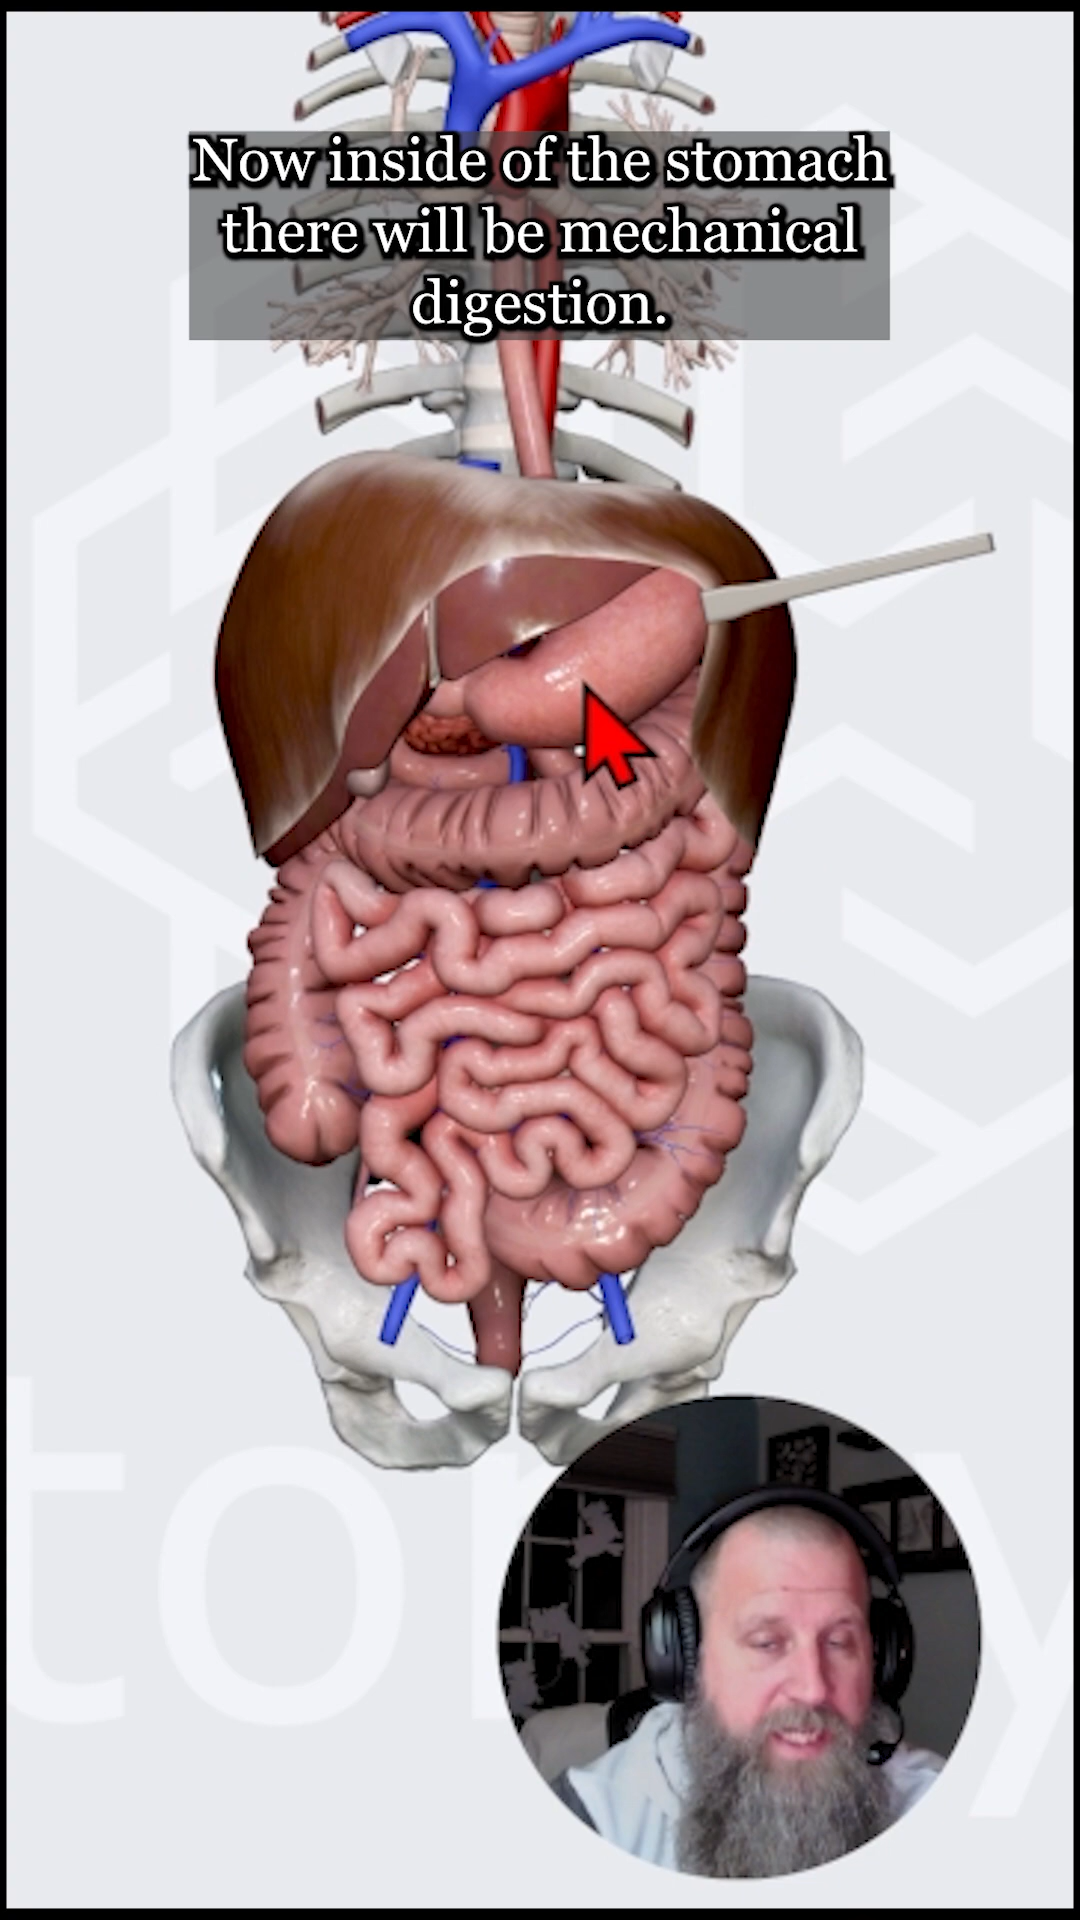 Now inside of the stomach
there will be mechanical
digestion.